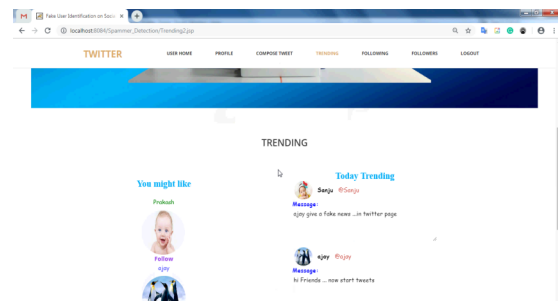 Fake User Identification on Socia
localhost:8084/Spammer_Detection/Trending2.jsp
TWITTER USER HOME PROFILE COMPOSE TWEET TRENDING FOLLOWING FOLLOWERS LOGOUT
TRENDING
You might like
Prakash
Follow
ajay
Today Trending
Sanju @Sanju
Message:
ajay give a fake news ...in twitter page
ajay @ajay
Message:
hi Friends ... now start tweets